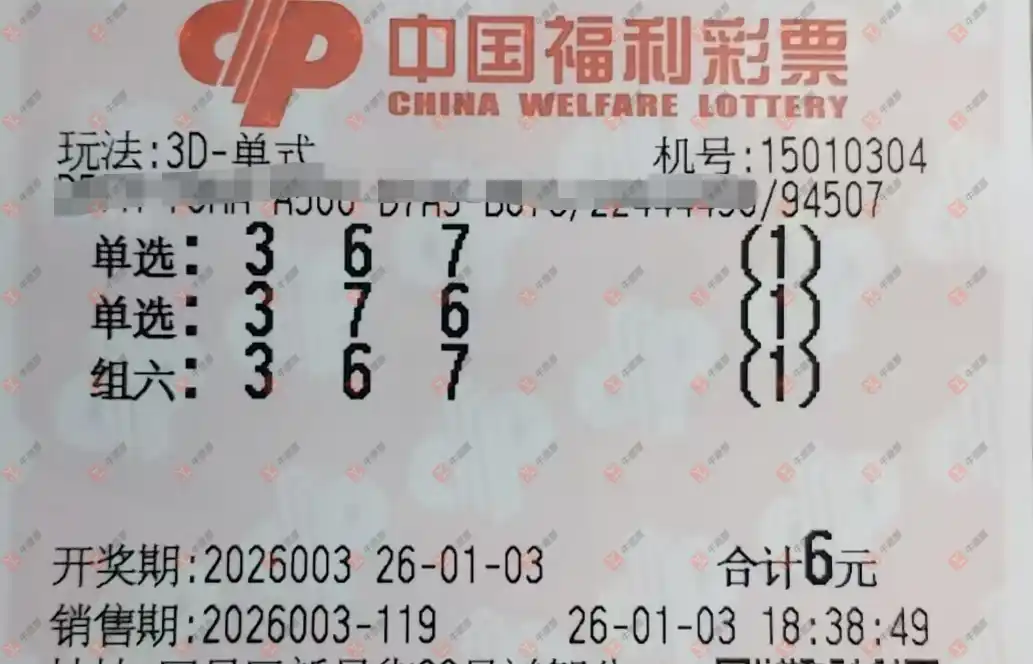 中国福利彩票
CHINA WELFARE LOTTERY
玩法:3D-单式 机号:15010304
/94507
单选: 3 6 7 (1)
单选: 3 7 6 (1)
组六: 3 6 7 (1)
开奖期:2026003 26-01-03 合计6元
销售期:2026003-119 26-01-03 18:38:49